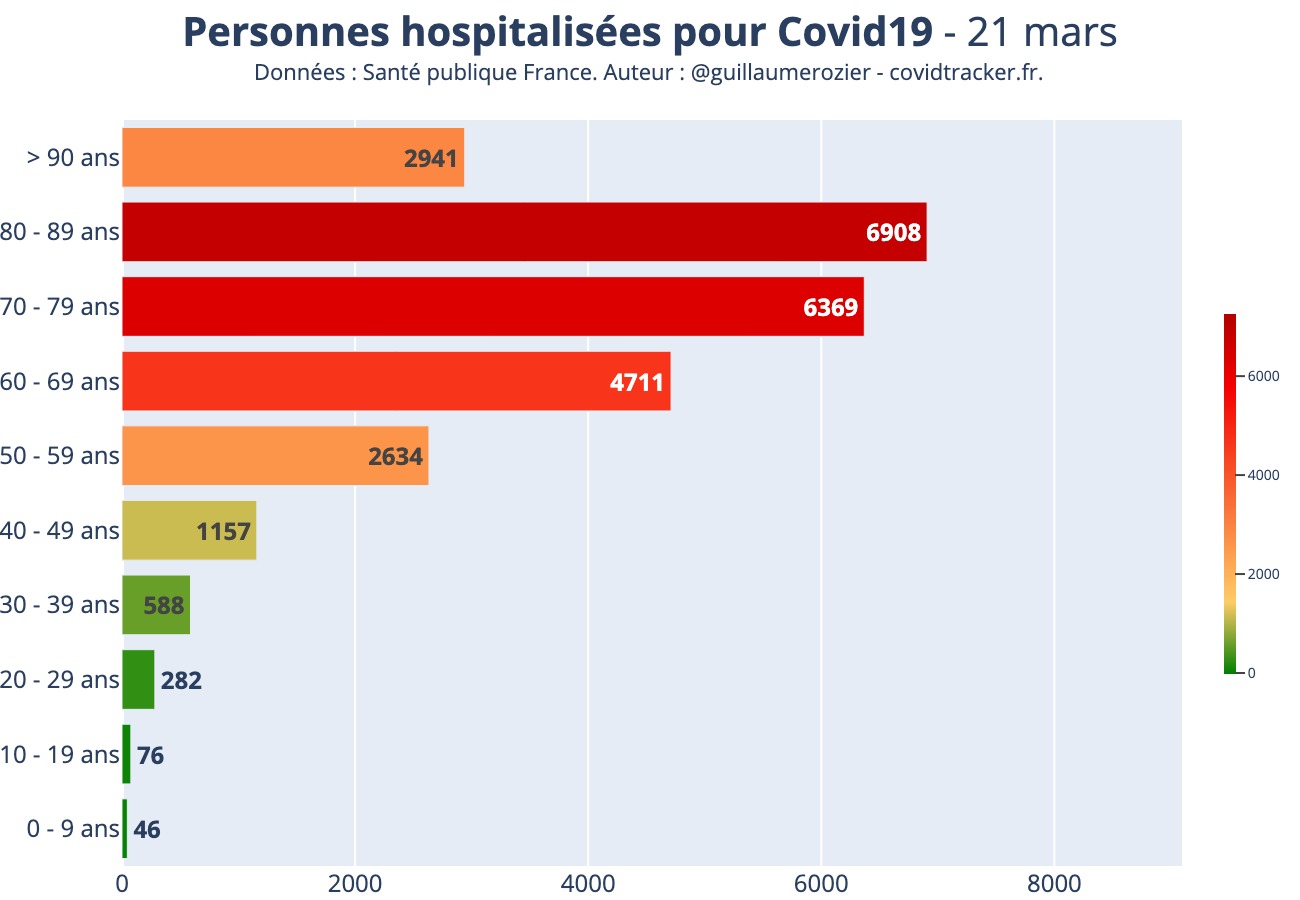 Personnes hospitalisées pour Covid19 - 21 mars
Données : Santé publique France. Auteur : @guillaumerozier - covidtracker.fr.
> 90 ans 2941
80 - 89 ans 6908
70 - 79 ans 6369
60 - 69 ans 4711
50 - 59 ans 2634
40 - 49 ans 1157
30 - 39 ans 588
20 - 29 ans 282
10 - 19 ans 76
0 - 9 ans 46
0 2000 4000 6000 8000
6000
4000
2000
0